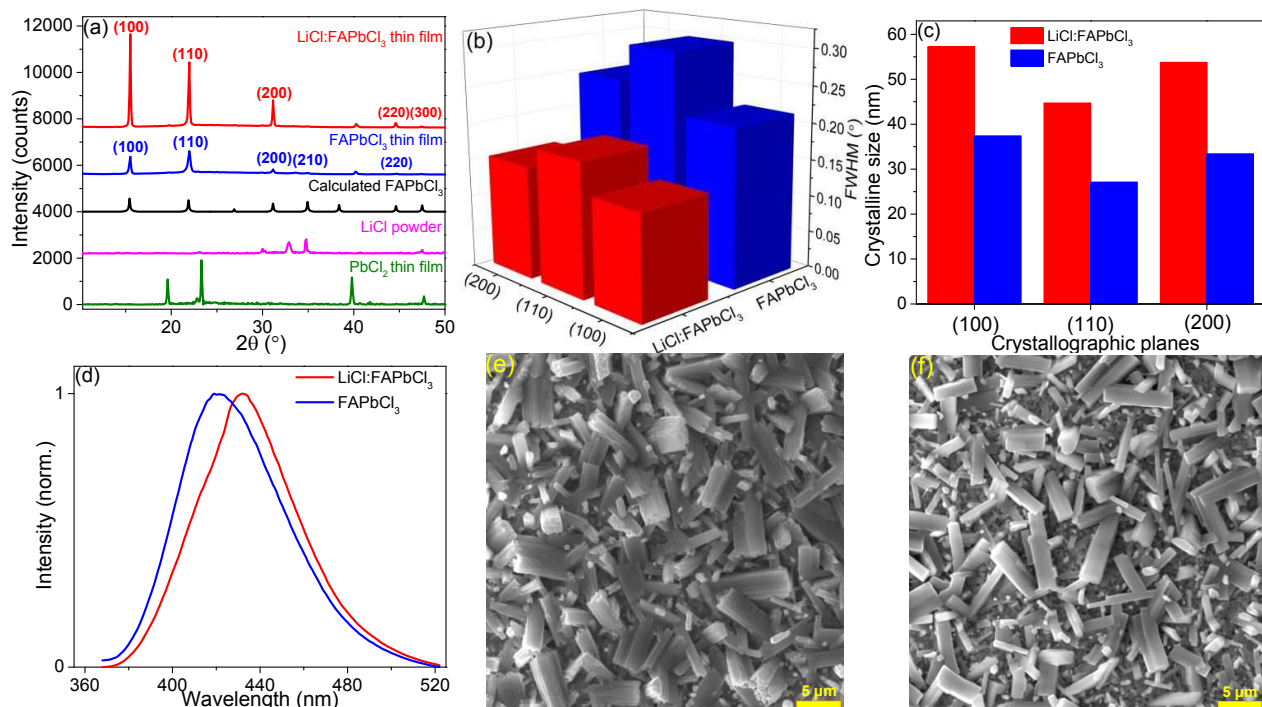 (a)
Intensity (counts)
12000
10000
8000
6000
4000
2000
0
(100)
LiCl:FAPbCl₃ thin film
(110)
(200)
(220)(300)
FAPbCl₃ thin film
(100)
(110)
(200) (210)
(220)
Calculated FAPbCl₃
LiCl powder
PbCl₂ thin film
20 30 40 50
2θ (°)
(b)
0.30
0.25
0.20
0.15
0.10
0.05
0.00
FWHM (°)
(200)
(110)
(100)
LiCl:FAPbCl₃
FAPbCl₃
(c)
LiCl:FAPbCl₃
FAPbCl₃
Crystalline size (nm)
60
50
40
30
20
10
0
(100) (110) (200)
Crystallographic planes
(d)
LiCl:FAPbCl₃
FAPbCl₃
Intensity (norm.)
1
0
360 400 440 480 520
Wavelength (nm)
(e)
5 µm
(f)
5 µm